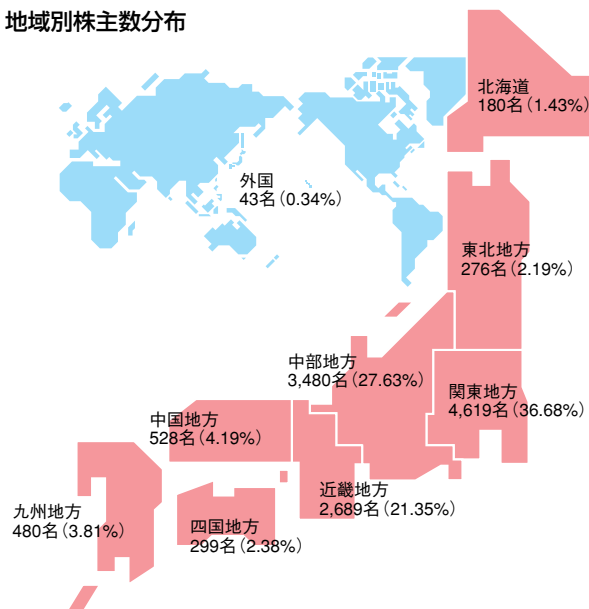 地域別株主数分布
北海道
180名（1.43%）
外国
43名（0.34%）
東北地方
276名（2.19%）
中部地方
3,480名（27.63%）
関東地方
4,619名（36.68%）
中国地方
528名（4.19%）
近畿地方
2,689名（21.35%）
九州地方
480名（3.81%）
四国地方
299名（2.38%）